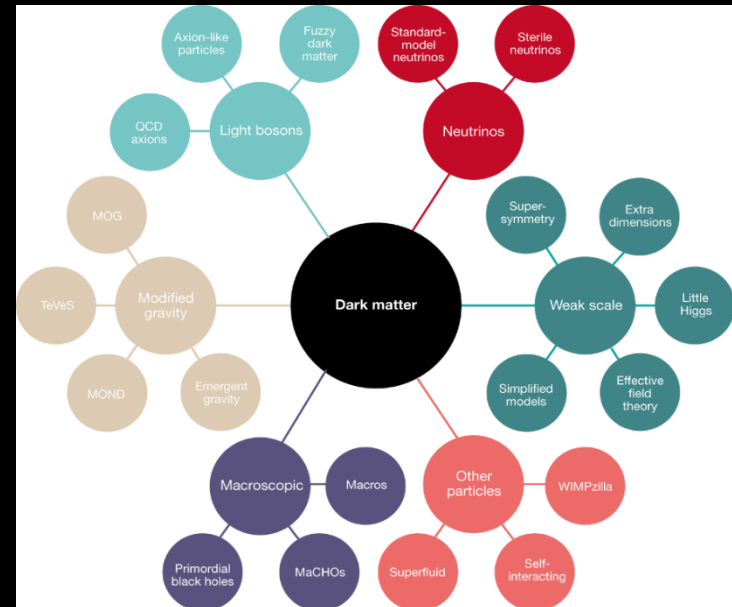 Axion-like
particles
Fuzzy
dark
matter
Standard-
model
neutrinos
Sterile
neutrinos
QCD
axions
Light bosons
Neutrinos
MOG
Super-
symmetry
Extra
dimensions
TeVeS
Modified
gravity
Dark matter
Weak scale
Little
Higgs
MOND
Emergent
gravity
Simplified
models
Effective
field
theory
Macroscopic
Macros
Other
particles
WIMPzilla
Primordial
black holes
MaCHOs
Superfluid
Self-
interacting